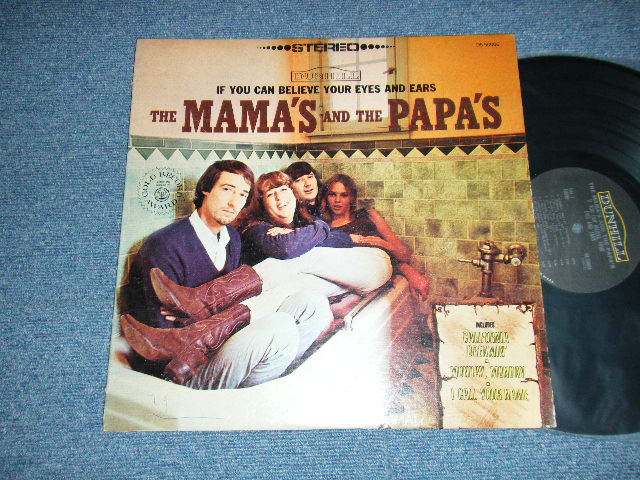 STEREO
DUNHILL
IF YOU CAN BELIEVE YOUR EYES AND EARS
THE MAMA'S AND THE PAPA'S
GOLD RECORD
AWARD
INCLUDES
CALIFORNIA
DREAMIN'
MONDAY, MONDAY
I CALL YOUR NAME
DUNHILL